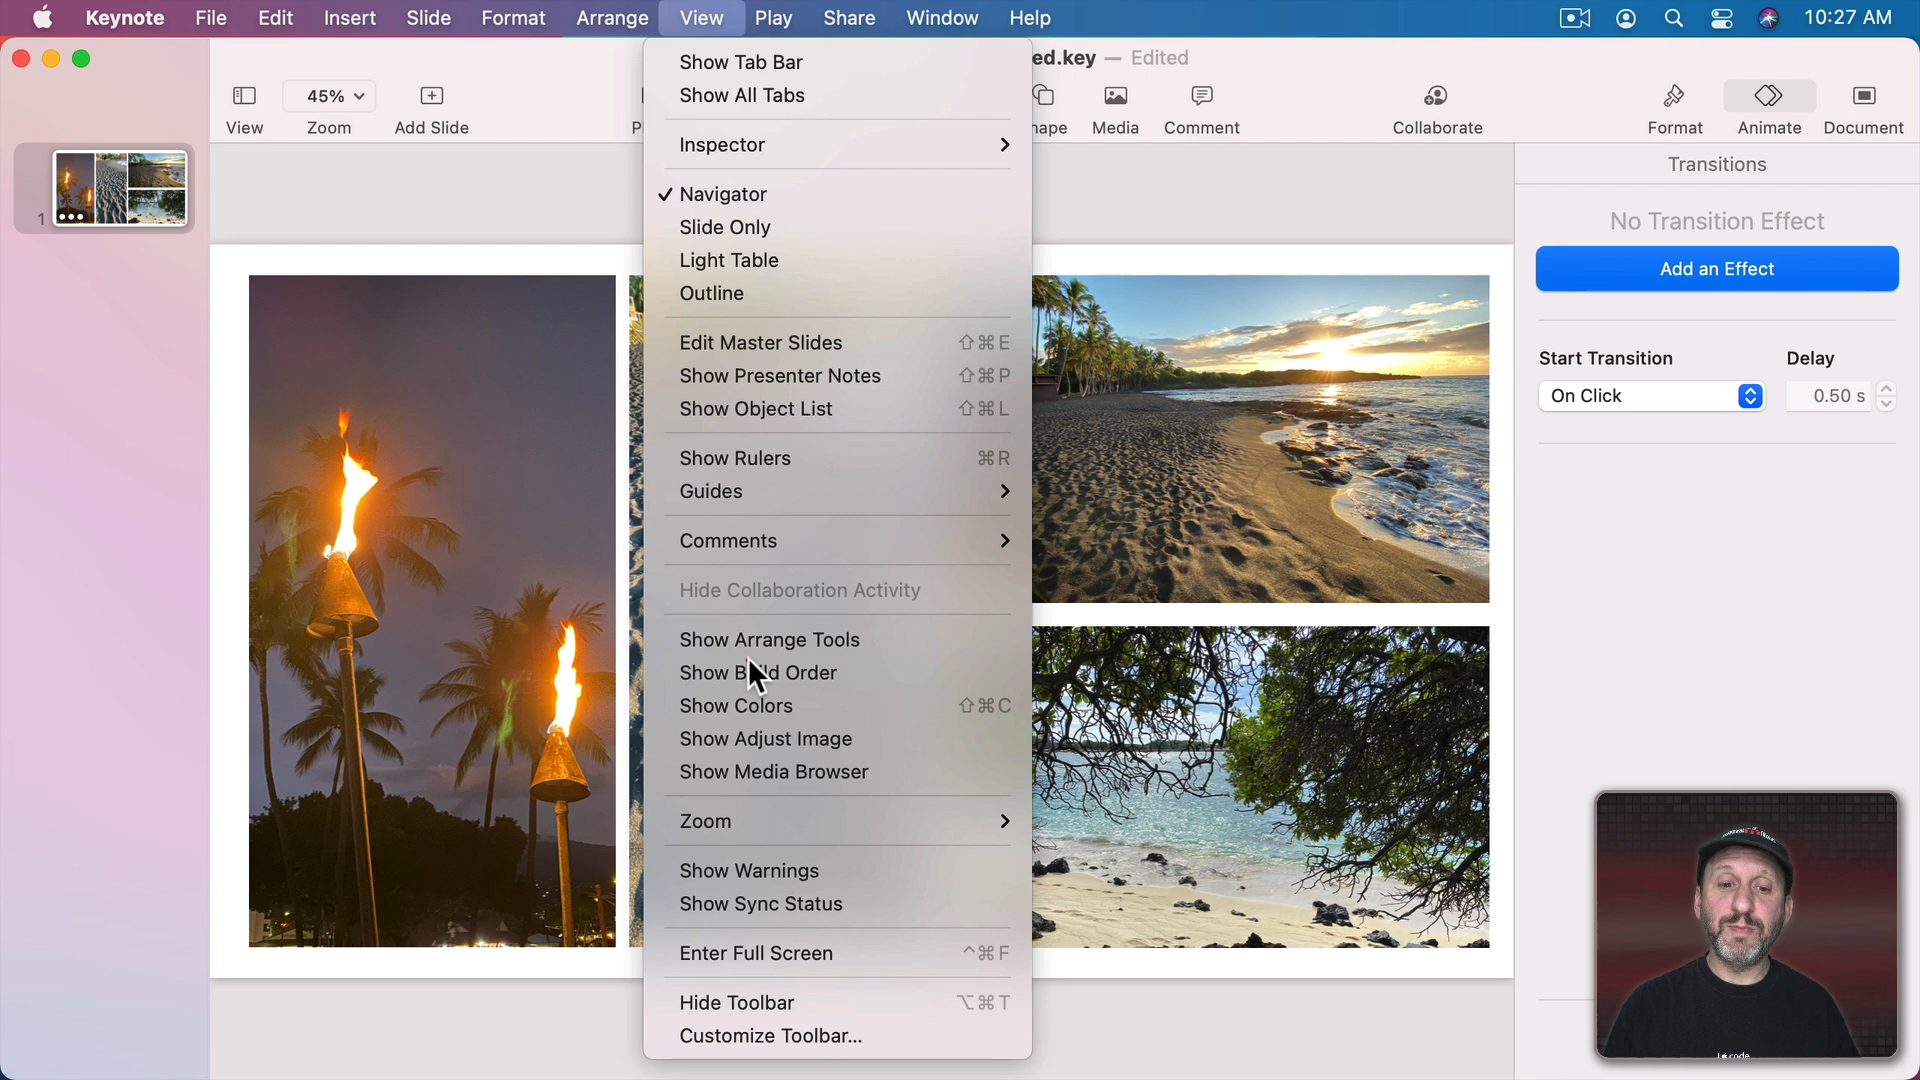 Keynote File Edit Insert Slide Format Arrange View Play Share Window Help 10:27 AM
ed.key — Edited
45%
View Zoom Add Slide Media Comment Collaborate Format Animate Document
Show Tab Bar
Show All Tabs
Inspector
✓ Navigator
Slide Only
Light Table
Outline
Edit Master Slides ⇧⌘E
Show Presenter Notes ⇧⌘P
Show Object List ⇧⌘L
Show Rulers ⌘R
Guides
Comments
Hide Collaboration Activity
Show Arrange Tools
Show Build Order
Show Colors ⇧⌘C
Show Adjust Image
Show Media Browser
Zoom
Show Warnings
Show Sync Status
Enter Full Screen ^⌘F
Hide Toolbar ⌥⌘T
Customize Toolbar...
1
Transitions
No Transition Effect
Add an Effect
Start Transition Delay
On Click 0.50 s
code